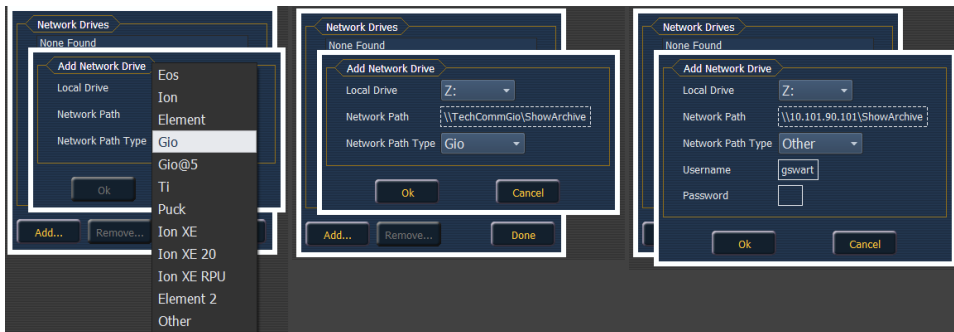 Network Drives
None Found
Add Network Drive
Local Drive
Network Path
Network Path Type
Eos
Ion
Element
Gio
Gio@5
Ti
Puck
Ion XE
Ion XE 20
Ion XE RPU
Element 2
Other
Ok
Add...
Remove...
Network Drives
None Found
Add Network Drive
Local Drive Z:
Network Path \\TechCommGio\ShowArchive
Network Path Type Gio
Ok Cancel
Add... Remove... Done
Network Drives
None Found
Add Network Drive
Local Drive Z:
Network Path \\10.101.90.101\ShowArchive
Network Path Type Other
Username gswart
Password
Ok Cancel